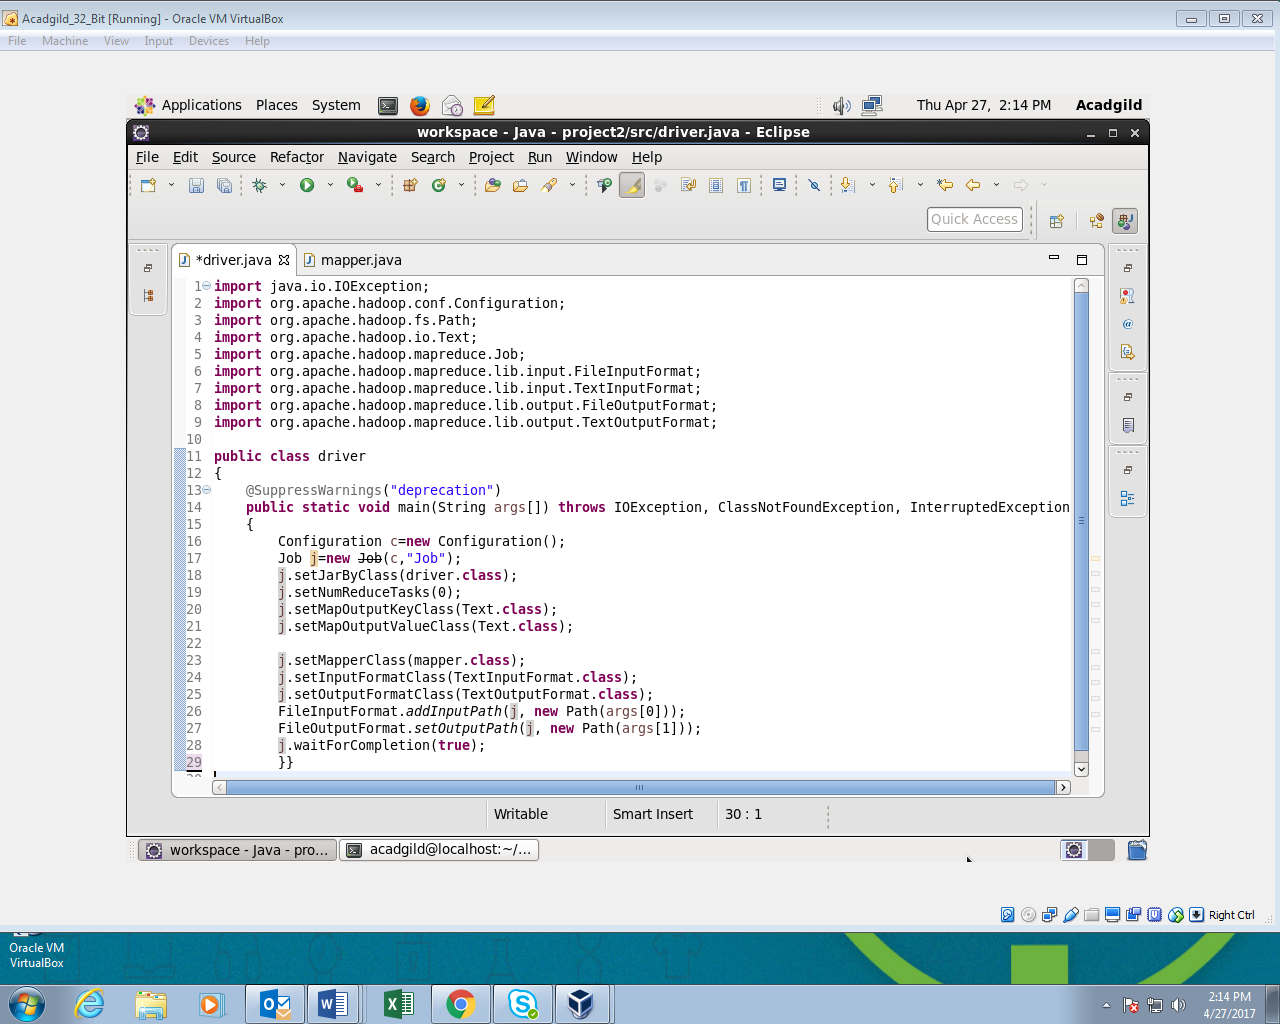 Acadgild_32_Bit [Running] - Oracle VM VirtualBox
File Machine View Input Devices Help
Applications Places System Thu Apr 27, 2:14 PM Acadgild
workspace - Java - project2/src/driver.java - Eclipse
File Edit Source Refactor Navigate Search Project Run Window Help
Quick Access
*driver.java mapper.java
1 import java.io.IOException;
2 import org.apache.hadoop.conf.Configuration;
3 import org.apache.hadoop.fs.Path;
4 import org.apache.hadoop.io.Text;
5 import org.apache.hadoop.mapreduce.Job;
6 import org.apache.hadoop.mapreduce.lib.input.FileInputFormat;
7 import org.apache.hadoop.mapreduce.lib.input.TextInputFormat;
8 import org.apache.hadoop.mapreduce.lib.output.FileOutputFormat;
9 import org.apache.hadoop.mapreduce.lib.output.TextOutputFormat;
10
11 public class driver
12 {
13 @SuppressWarnings("deprecation")
14 public static void main(String args[]) throws IOException, ClassNotFoundException, InterruptedException
15 {
16 Configuration c=new Configuration();
17 Job j=new Job(c,"Job");
18 j.setJarByClass(driver.class);
19 j.setNumReduceTasks(0);
20 j.setMapOutputKeyClass(Text.class);
21 j.setMapOutputValueClass(Text.class);
22
23 j.setMapperClass(mapper.class);
24 j.setInputFormatClass(TextInputFormat.class);
25 j.setOutputFormatClass(TextOutputFormat.class);
26 FileInputFormat.addInputPath(j, new Path(args[0]));
27 FileOutputFormat.setOutputPath(j, new Path(args[1]));
28 j.waitForCompletion(true);
29 }}
Writable Smart Insert 30 : 1
workspace - Java - pro... acadgild@localhost:~/...
Right Ctrl
Oracle VM
VirtualBox
2:14 PM
4/27/2017